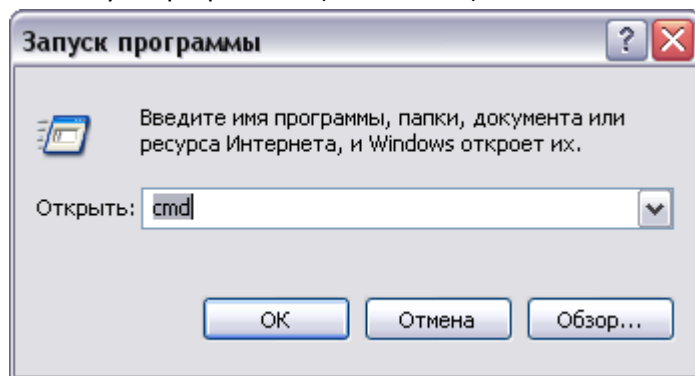 Запуск программы
Введите имя программы, папки, документа или
ресурса Интернета, и Windows откроет их.
Открыть: cmd
ОК Отмена Обзор...